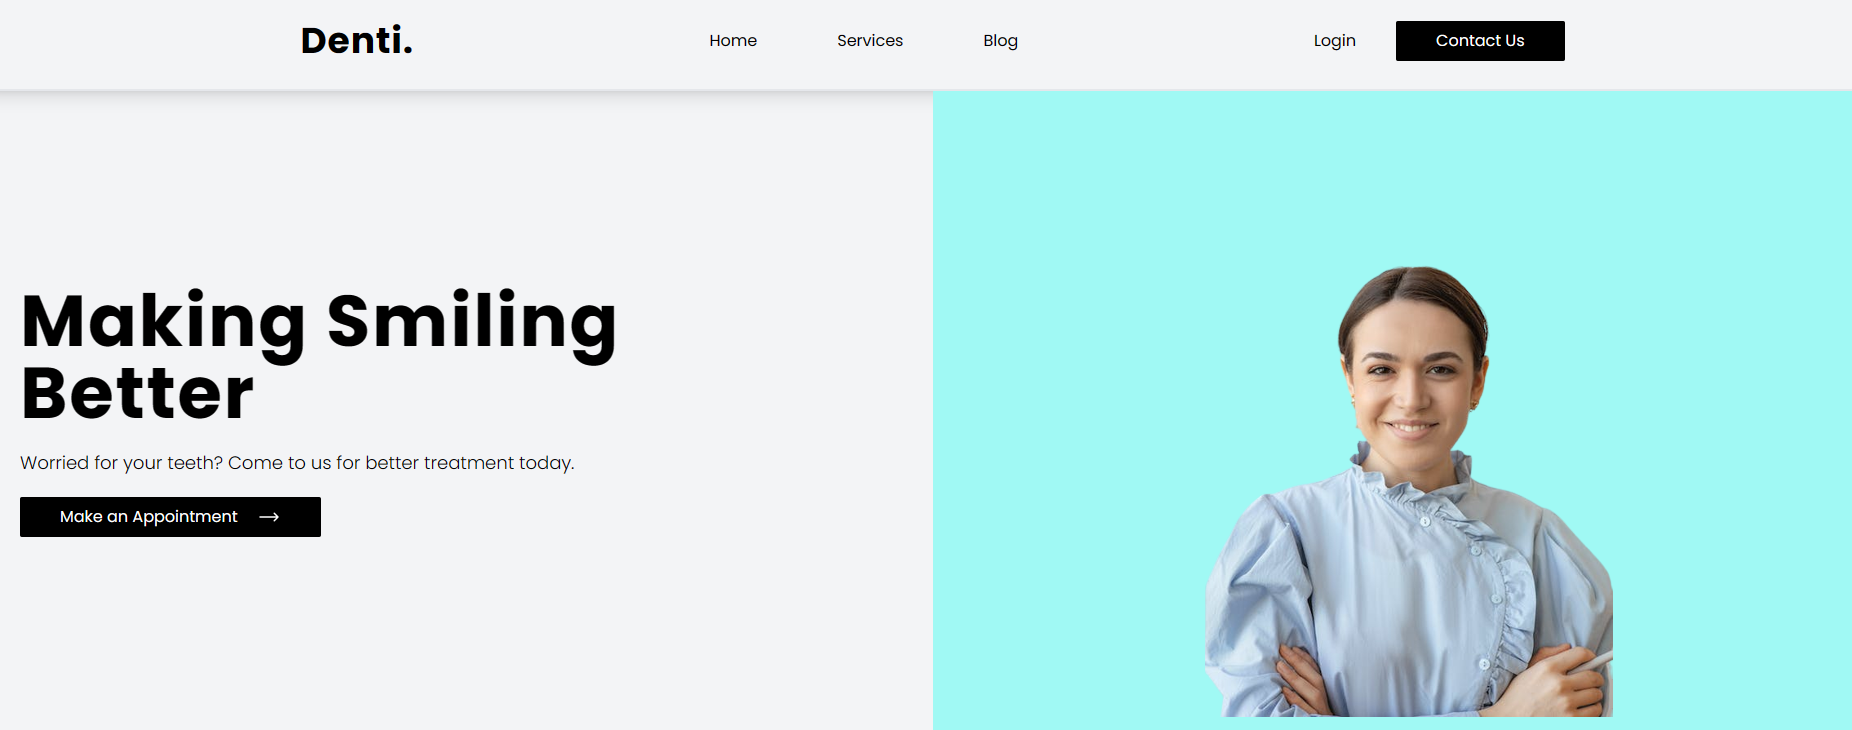 Denti.
Home
Services
Blog
Login
Contact Us
Making Smiling
Better
Worried for your teeth? Come to us for better treatment today.
Make an Appointment